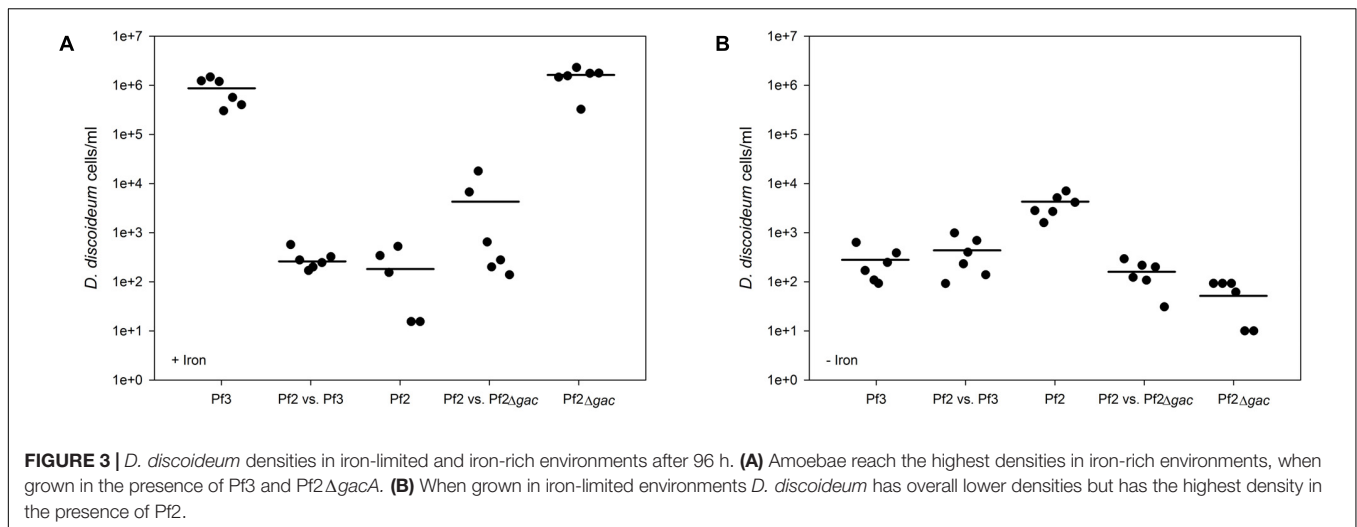 A
1e+7
1e+6
1e+5
1e+4
1e+3
1e+2
1e+1
1e+0
D. discoideum cells/ml
+ Iron
Pf3
Pf2 vs. Pf3
Pf2
Pf2 vs. Pf2Δgac
Pf2Δgac
B
1e+7
1e+6
1e+5
1e+4
1e+3
1e+2
1e+1
1e+0
D. discoideum cells/ml
- Iron
Pf3
Pf2 vs. Pf3
Pf2
Pf2 vs. Pf2Δgac
Pf2Δgac
FIGURE 3 | D. discoideum densities in iron-limited and iron-rich environments after 96 h. (A) Amoebae reach the highest densities in iron-rich environments, when
grown in the presence of Pf3 and Pf2ΔgacA. (B) When grown in iron-limited environments D. discoideum has overall lower densities but has the highest density in
the presence of Pf2.